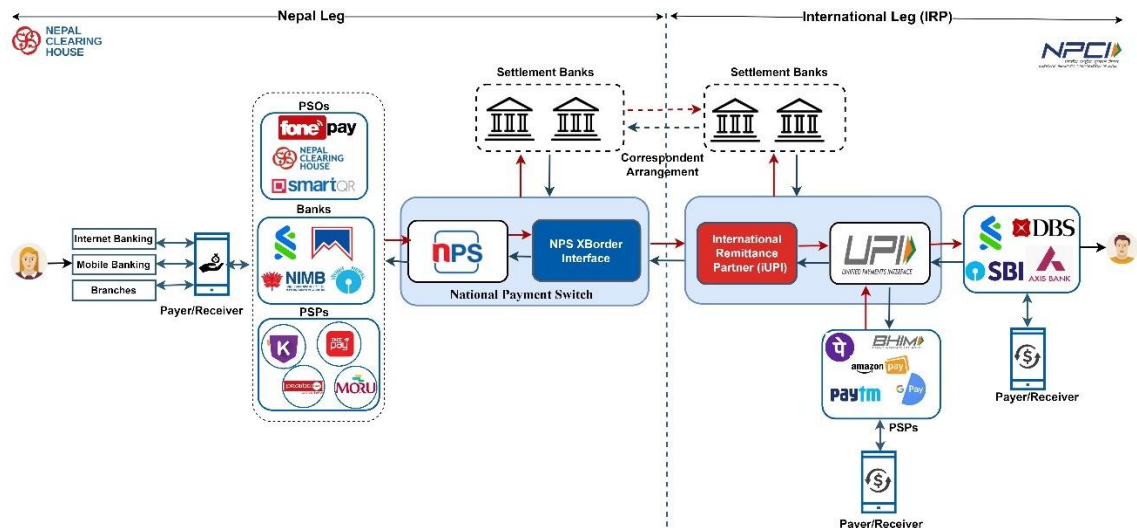 Nepal Leg
International Leg (IRP)
NEPAL
CLEARING
HOUSE
NPCI
Settlement Banks
Settlement Banks
Correspondent
Arrangement
PSOs
fonepay
NEPAL
CLEARING
HOUSE
smartQR
Banks
NIMB
PSPs
K
pay
MORU
Internet Banking
Mobile Banking
Branches
Payer/Receiver
nPS
NPS XBorder
Interface
National Payment Switch
International
Remittance
Partner (iUPI)
UPI
UNIFIED PAYMENTS INTERFACE
DBS
SBI
AXIS BANK
Payer/Receiver
पे
BHIM
amazon pay
paytm
G Pay
PSPs
Payer/Receiver